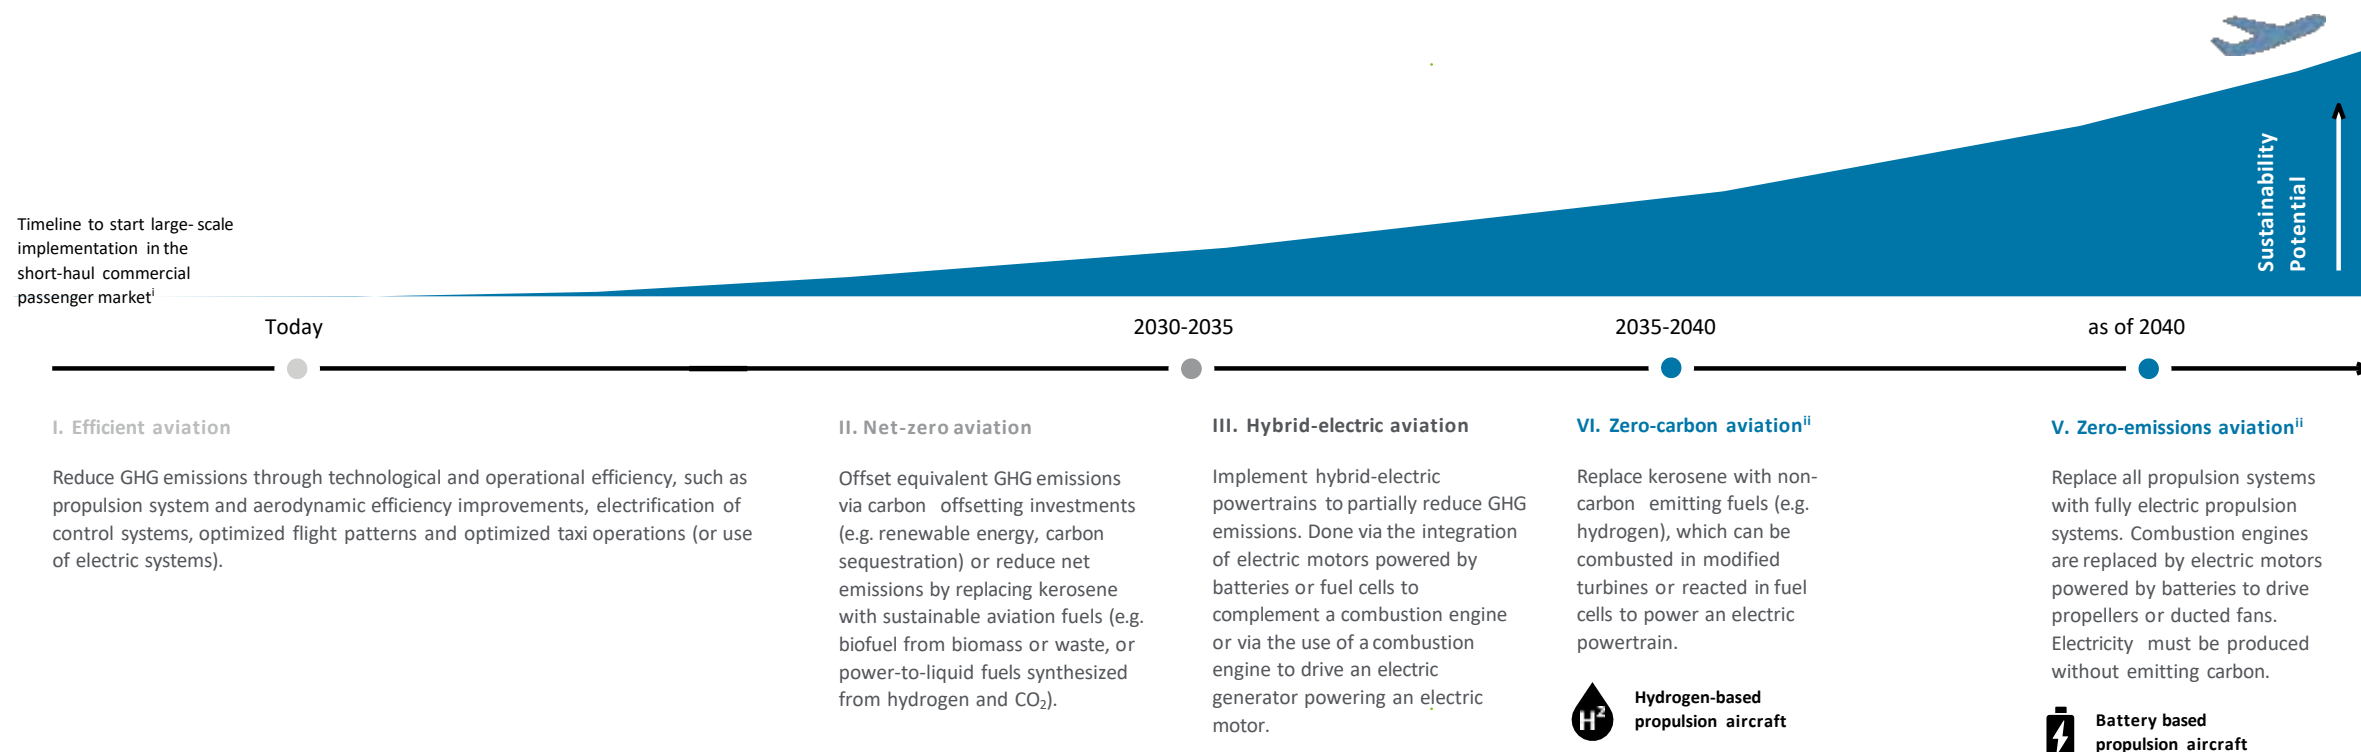 Timeline to start large-scale
implementation in the
short-haul commercial
passenger marketⁱ
Sustainability
Potential
Today
2030-2035
2035-2040
as of 2040
I. Efficient aviation
Reduce GHG emissions through technological and operational efficiency, such as
propulsion system and aerodynamic efficiency improvements, electrification of
control systems, optimized flight patterns and optimized taxi operations (or use
of electric systems).
II. Net-zero aviation
Offset equivalent GHG emissions
via carbon offsetting investments
(e.g. renewable energy, carbon
sequestration) or reduce net
emissions by replacing kerosene
with sustainable aviation fuels (e.g.
biofuel from biomass or waste, or
power-to-liquid fuels synthesized
from hydrogen and CO₂).
III. Hybrid-electric aviation
Implement hybrid-electric
powertrains to partially reduce GHG
emissions. Done via the integration
of electric motors powered by
batteries or fuel cells to
complement a combustion engine
or via the use of a combustion
engine to drive an electric
generator powering an electric
motor.
VI. Zero-carbon aviationⁱⁱ
Replace kerosene with non-
carbon emitting fuels (e.g.
hydrogen), which can be
combusted in modified
turbines or reacted in fuel
cells to power an electric
powertrain.
H²
Hydrogen-based
propulsion aircraft
V. Zero-emissions aviationⁱⁱ
Replace all propulsion systems
with fully electric propulsion
systems. Combustion engines
are replaced by electric motors
powered by batteries to drive
propellers or ducted fans.
Electricity must be produced
without emitting carbon.
Battery based
propulsion aircraft